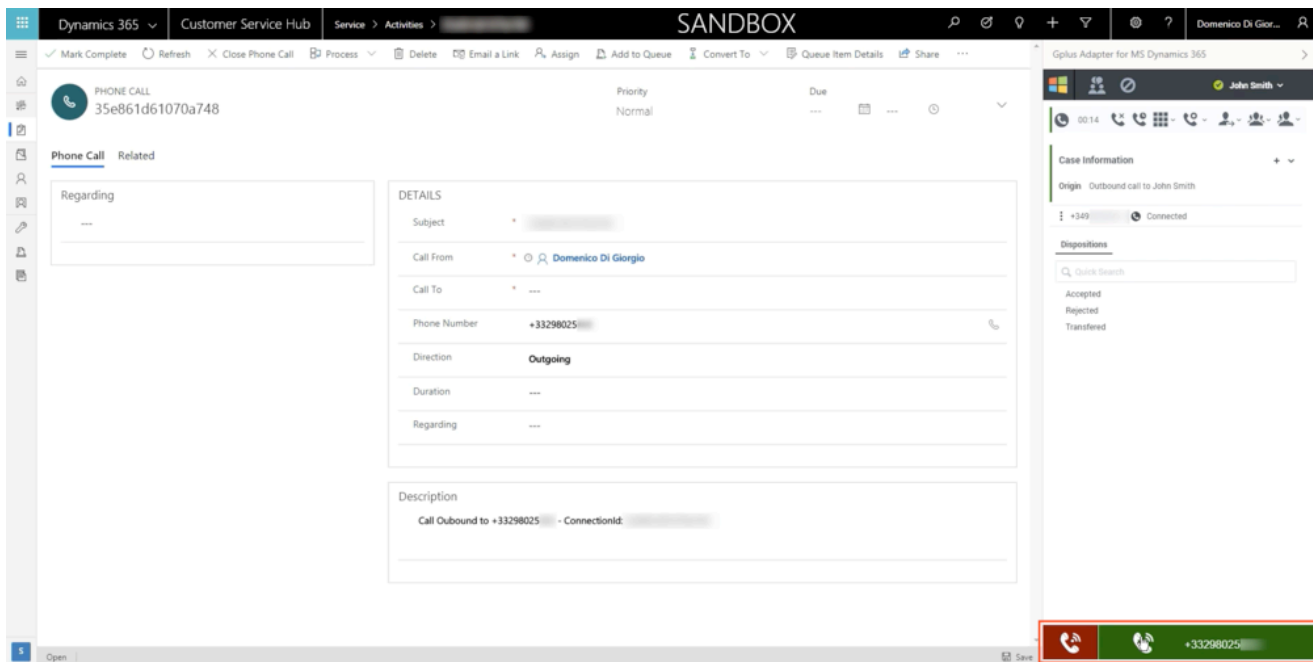 Dynamics 365 Customer Service Hub Service > Activities > SANDBOX + ? Domenico Di Gior...
Mark Complete Refresh Close Phone Call Process Delete Email a Link Assign Add to Queue Convert To Queue Item Details Share ...
Gplus Adapter for MS Dynamics 365
John Smith
PHONE CALL
35e861d61070a748
Priority
Normal
Due
---
---
00:14
Phone Call Related
Case Information +
Origin Outbound call to John Smith
+349 Connected
Dispositions
Quick Search
Accepted
Rejected
Transfered
Regarding
---
DETAILS
Subject *
Call From * Domenico Di Giorgio
Call To * ---
Phone Number +33298025
Direction Outgoing
Duration ---
Regarding ---
Description
Call Oubound to +33298025 - ConnectionId:
+33298025
S
Open
Save